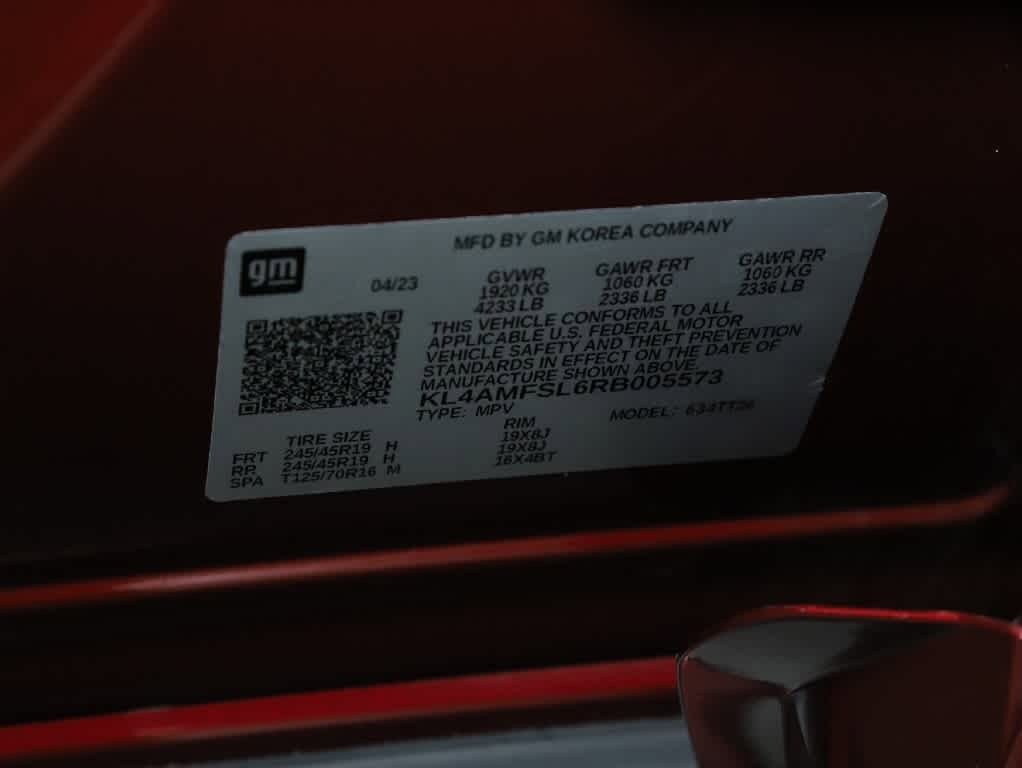 MFD BY GM KOREA COMPANY
gm
04/23
GVWR GAWR FRT GAWR RR
1920 KG 1060 KG 1060 KG
4233 LB 2336 LB 2336 LB
THIS VEHICLE CONFORMS TO ALL
APPLICABLE U.S. FEDERAL MOTOR
VEHICLE SAFETY AND THEFT PREVENTION
STANDARDS IN EFFECT ON THE DATE OF
MANUFACTURE SHOWN ABOVE.
KL4AMFSL6RB005573
TYPE: MPV MODEL:
TIRE SIZE RIM
FRT 245/45R19 H 19X8J
RR 245/45R19 H 19X8J
SPA T125/70R16 M 16X4BT